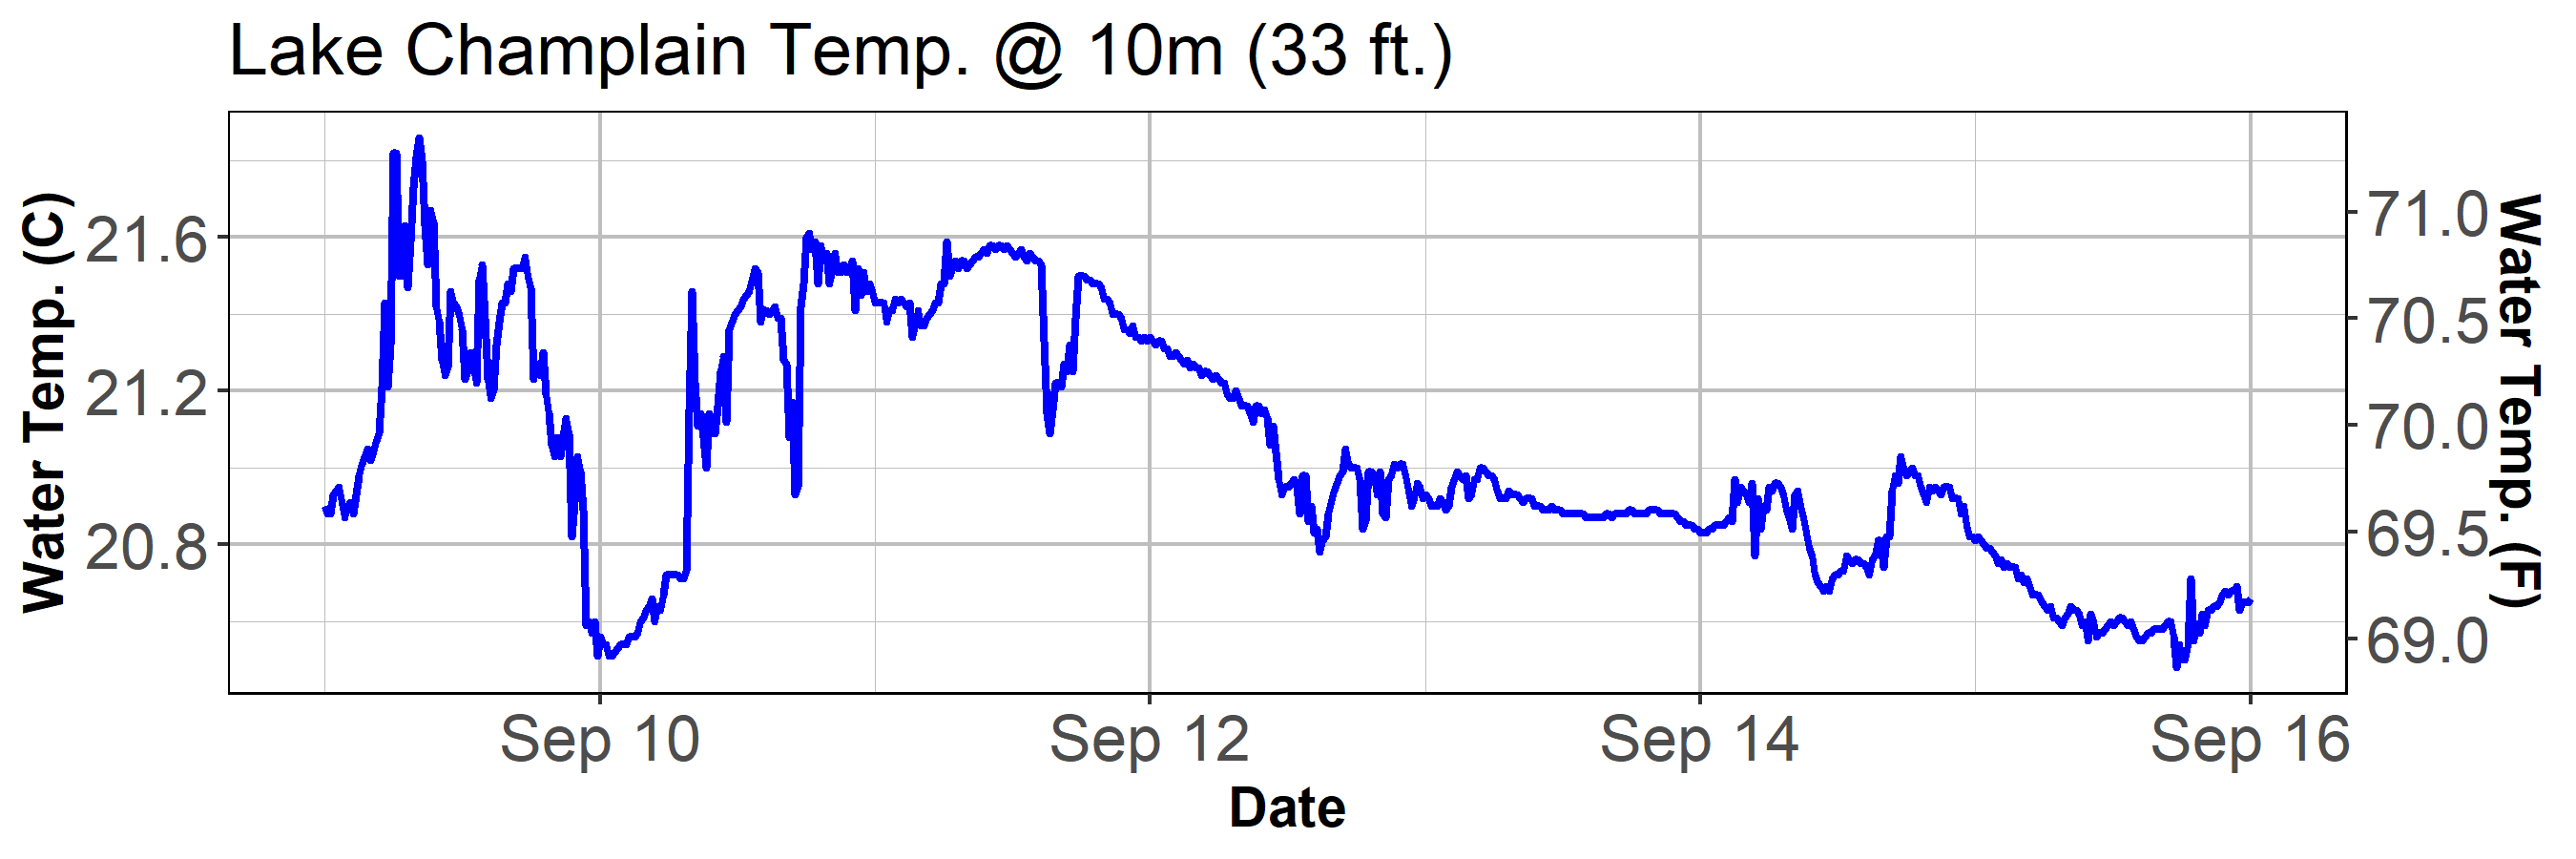 Lake Champlain Temp. @ 10m (33 ft.)
Water Temp. (C)
21.6
21.2
20.8
71.0
70.5
70.0
69.5
69.0
Water Temp. (F)
Sep 10
Sep 12
Sep 14
Sep 16
Date